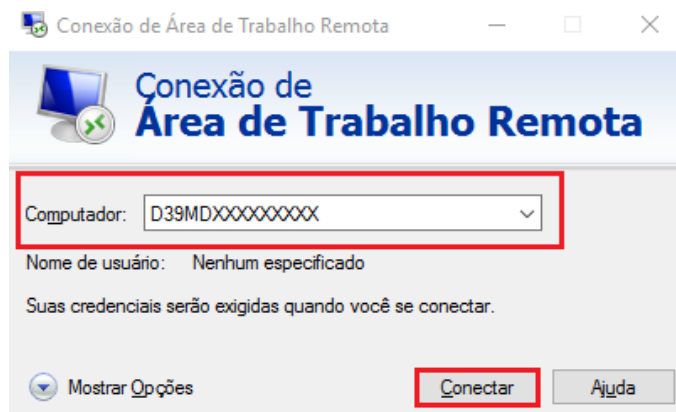 Conexão de Área de Trabalho Remota
Conexão de
Área de Trabalho Remota
Computador: D39MDXXXXXXXXX
Nome de usuário: Nenhum especificado
Suas credenciais serão exigidas quando você se conectar.
Mostrar Opções Conectar Ajuda